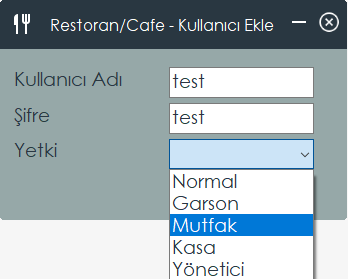 Restoran/Cafe - Kullanıcı Ekle
Kullanıcı Adı test
Şifre test
Yetki
Normal
Garson
Mutfak
Kasa
Yönetici